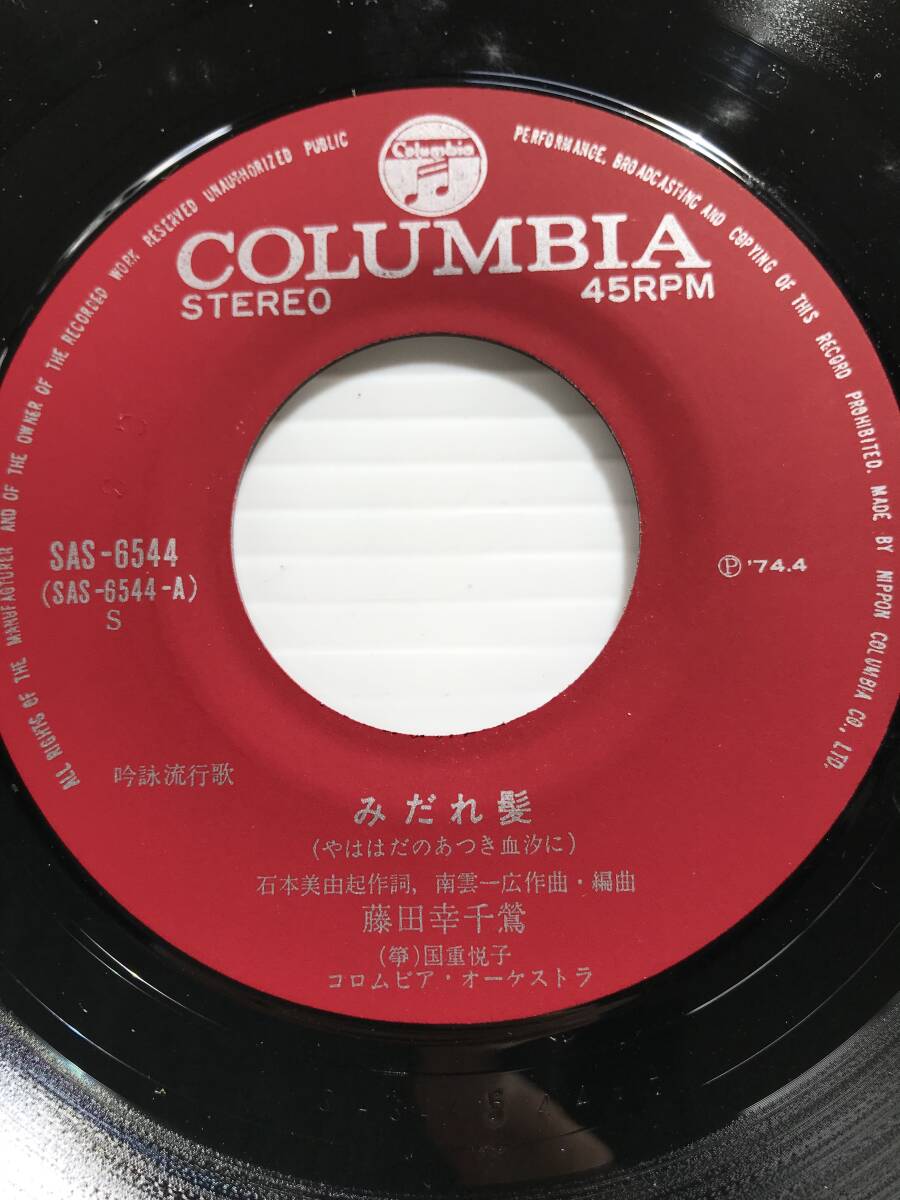 Columbia
COLUMBIA
STEREO 45RPM
ALL RIGHTS OF THE MANUFACTURER AND OF THE OWNER OF THE RECORDED WORK RESERVED UNAUTHORIZED PUBLIC PERFORMANCE, BROADCASTING AND COPYING OF THIS RECORD PROHIBITED. MADE BY NIPPON COLUMBIA CO., LTD.
SAS-6544
(SAS-6544-A)
S
Ⓟ '74.4
吟詠流行歌
みだれ髪
(やははだのあつき血汐に)
石本美由起作詞, 南雲一広作曲・編曲
藤田幸千鶯
(箏)国重悦子
コロムビア・オーケストラ